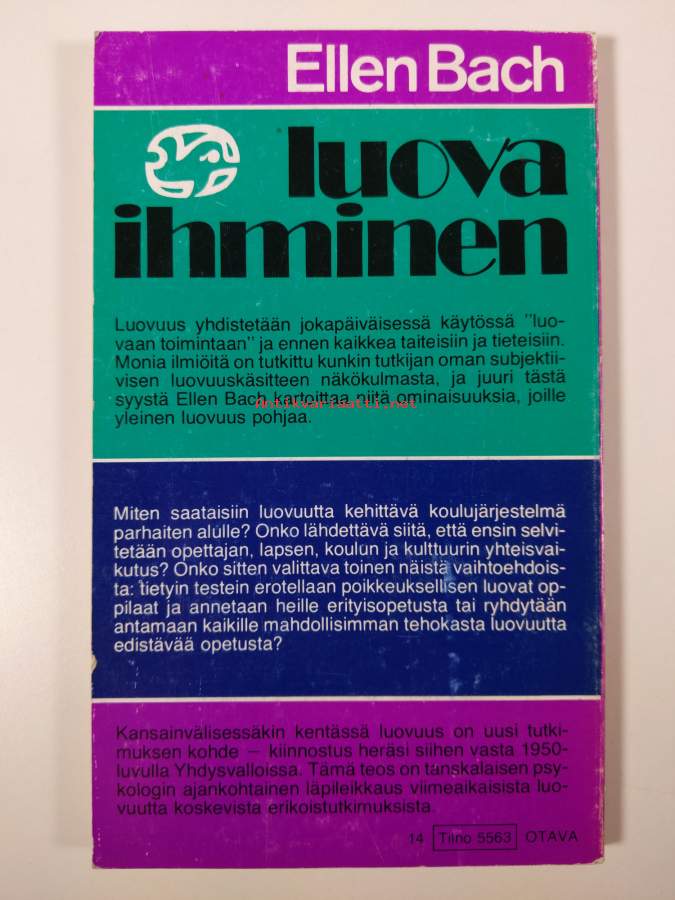 Ellen Bach
luova
ihminen
Luovuus yhdistetään jokapäiväisessä käytössä "luo-
vaan toimintaan" ja ennen kaikkea taiteisiin ja tieteisiin.
Monia ilmiöitä on tutkittu kunkin tutkijan oman subjektii-
visen luovuuskäsitteen näkökulmasta, ja juuri tästä
syystä Ellen Bach kartoittaa niitä ominaisuuksia, joille
Antikvariaatti.net
yleinen luovuus pohjaa.
Miten saataisiin luovuutta kehittävä koulujärjestelmä
parhaiten alulle? Onko lähdettävä siitä, että ensin selvi-
tetään opettajan, lapsen, koulun ja kulttuurin yhteisvai-
kutus? Onko sitten valittava toinen näistä vaihtoehdois-
ta: tietyin testein erotellaan poikkeuksellisen luovat op-
pilaat ja annetaan heille erityisopetusta tai ryhdytään
antamaan kaikille mahdollisimman tehokasta luovuutta
edistävää opetusta?
Kansainvälisessäkin kentässä luovuus on uusi tutki-
muksen kohde – kiinnostus heräsi siihen vasta 1950-
luvulla Yhdysvalloissa. Tämä teos on tanskalaisen psy-
kologin ajankohtainen läpileikkaus viimeaikaisista luo-
vuutta koskevista erikoistutkimuksista.
14 Tilno 5563 OTAVA